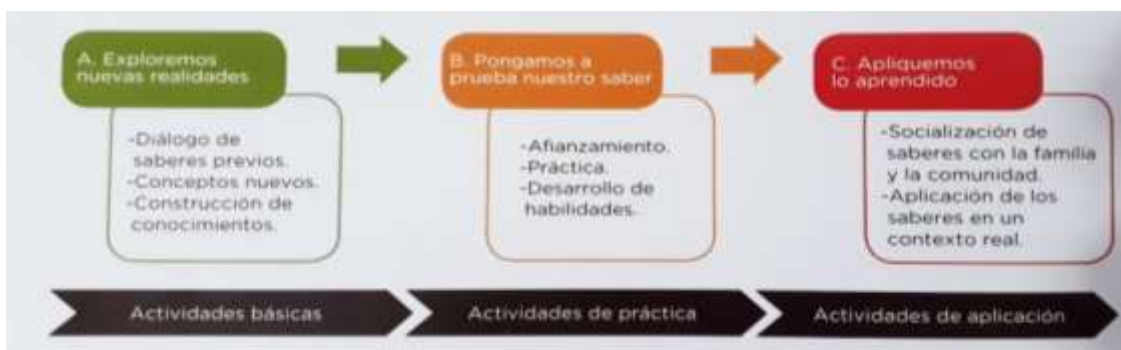 A. Exploremos
nuevas realidades
-Diálogo de
saberes previos.
-Conceptos nuevos.
-Construcción de
conocimientos.
B. Pongamos a
prueba nuestro saber
-Afianzamiento.
-Práctica.
-Desarrollo de
habilidades.
C. Apliquemos
lo aprendido
-Socialización de
saberes con la familia
y la comunidad.
-Aplicación de los
saberes en un
contexto real.
Actividades básicas
Actividades de práctica
Actividades de aplicación